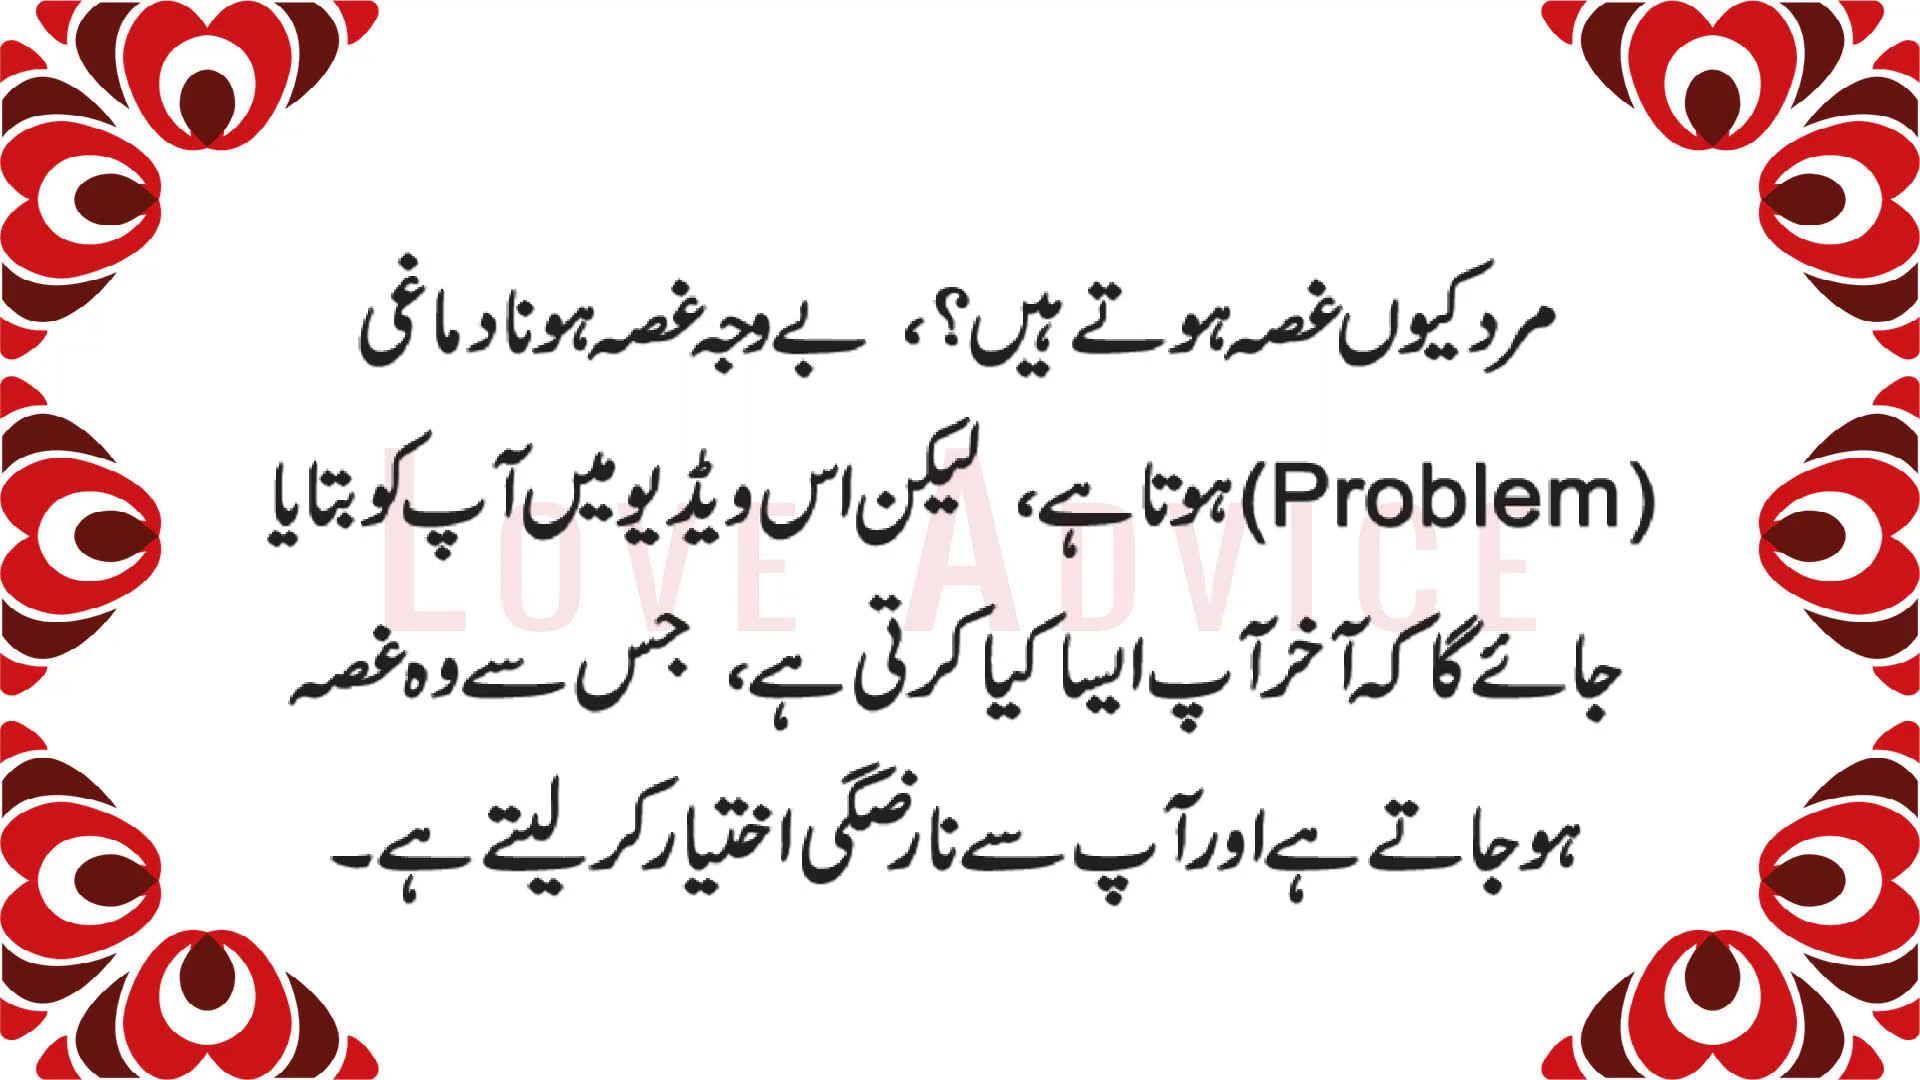 مرد کیوں غصہ ہوتے ہیں؟، بے وجہ غصہ ہونا دماغی
(Problem) ہوتا ہے، لیکن اس ویڈیو میں آپ کو بتایا
LOVE ADVICE
جائے گا کہ آخر آپ ایسا کیا کرتی ہے، جس سے وہ غصہ
ہو جاتے ہے اور آپ سے نارضگی اختیار کر لیتے ہے۔